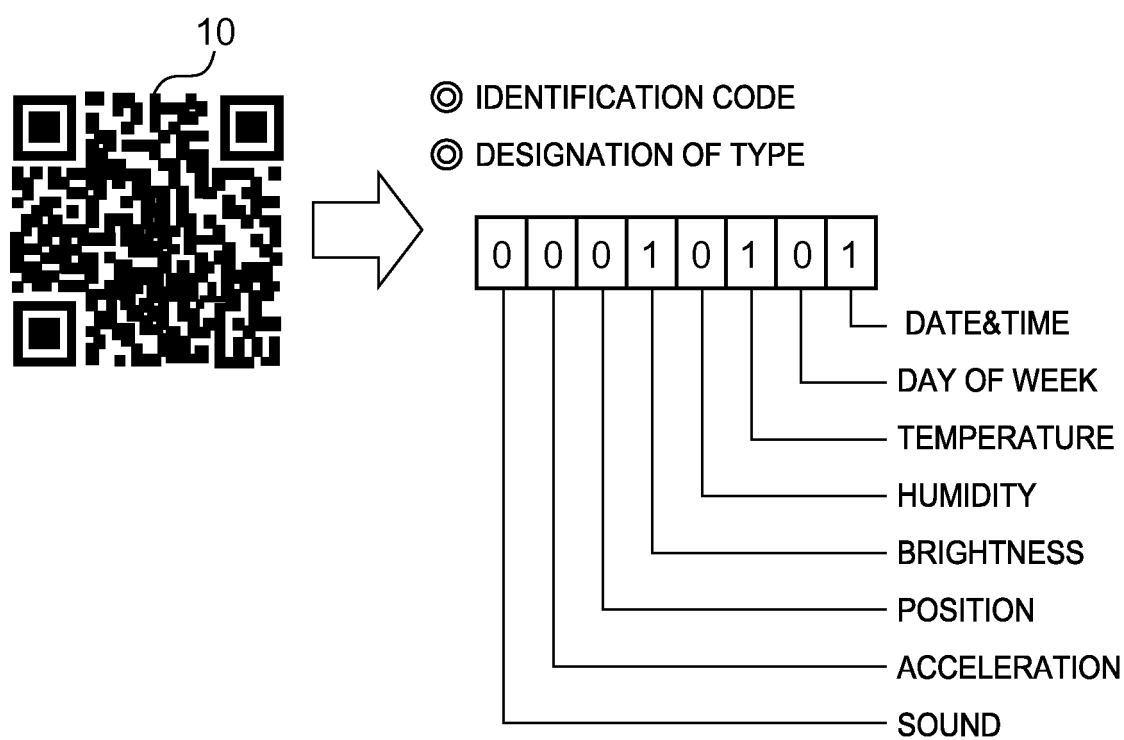 10
◎ IDENTIFICATION CODE
◎ DESIGNATION OF TYPE
0 0 0 1 0 1 0 1
DATE&TIME
DAY OF WEEK
TEMPERATURE
HUMIDITY
BRIGHTNESS
POSITION
ACCELERATION
SOUND